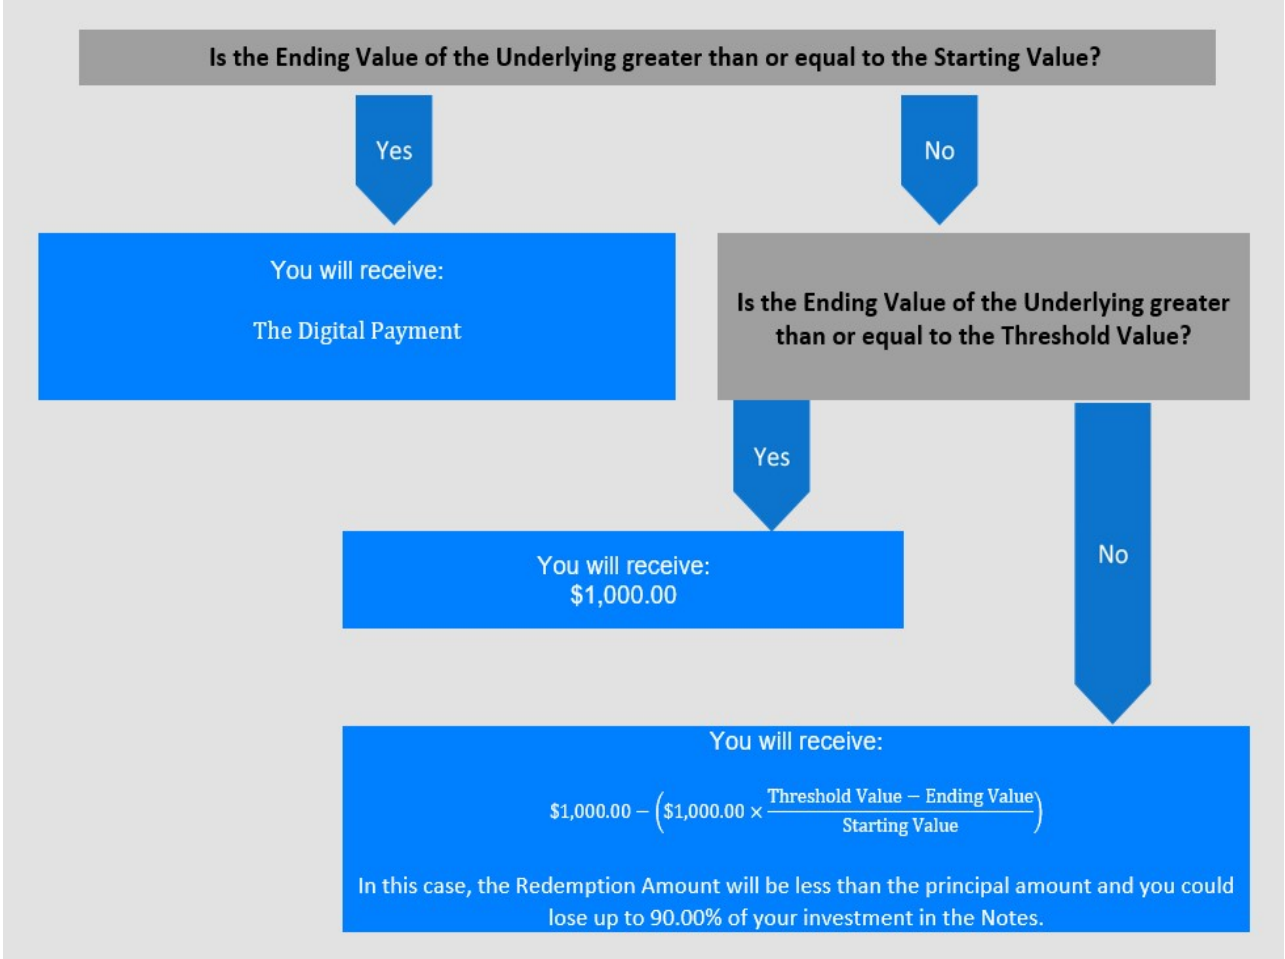 Is the Ending Value of the Underlying greater than or equal to the Starting Value?
Yes
No
You will receive:
The Digital Payment
Is the Ending Value of the Underlying greater
than or equal to the Threshold Value?
Yes
No
You will receive:
$1,000.00
You will receive:
$1,000.00 − ($1,000.00 × Threshold Value − Ending Value
Starting Value)
In this case, the Redemption Amount will be less than the principal amount and you could
lose up to 90.00% of your investment in the Notes.